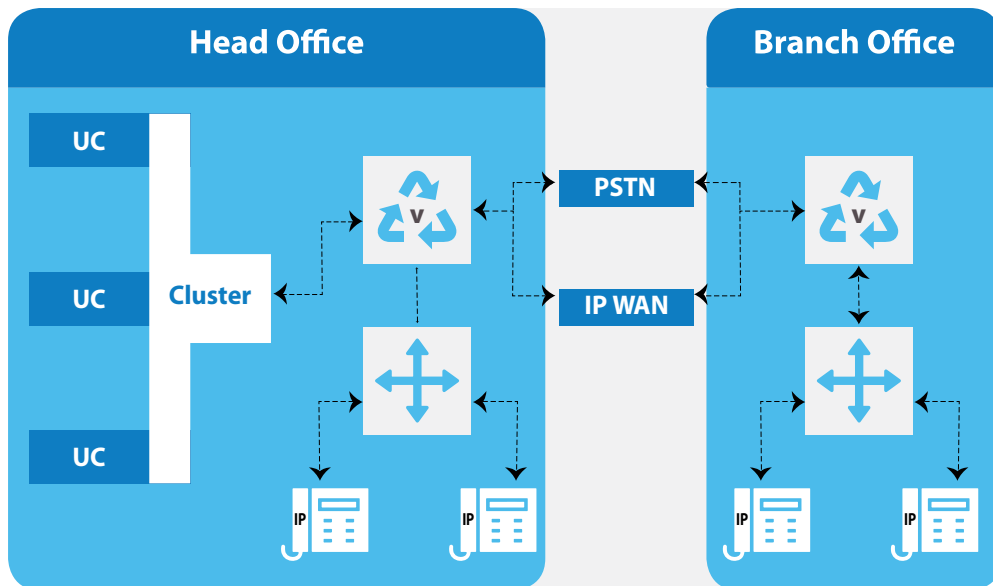 Head Office
Branch Office
UC
UC
UC
Cluster
V
PSTN
IP WAN
V
IP
IP
IP
IP